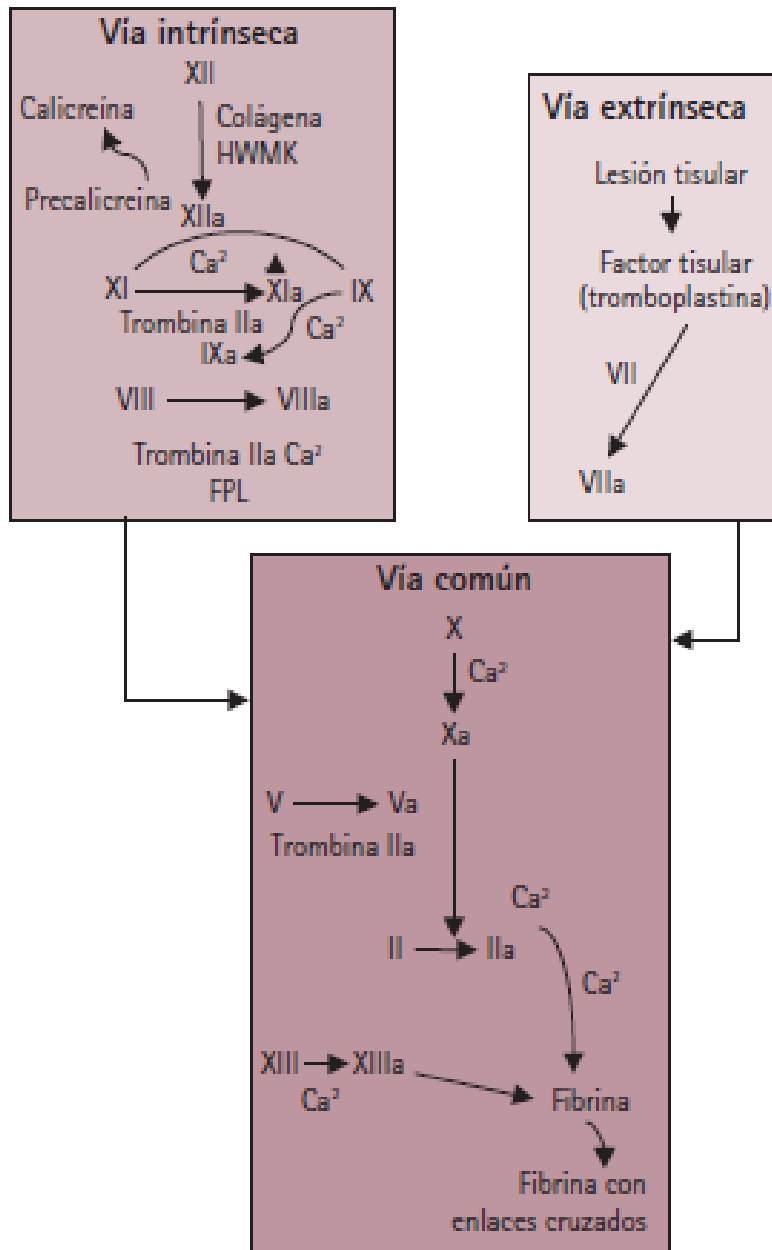 Vía intrínseca
XII
Calicreína
Colágena
HWMK
Precalicreina
XIIa
Ca²
XI
XIa
IX
Trombina IIa
Ca²
IXa
VIII
VIIIa
Trombina IIa Ca²
FPL
Vía extrínseca
Lesión tisular
Factor tisular
(tromboplastina)
VII
VIIa
Vía común
X
Ca²
Xa
V
Va
Trombina IIa
Ca²
II
IIa
Ca²
XIII
XIIIa
Ca²
Fibrina
Fibrina con
enlaces cruzados